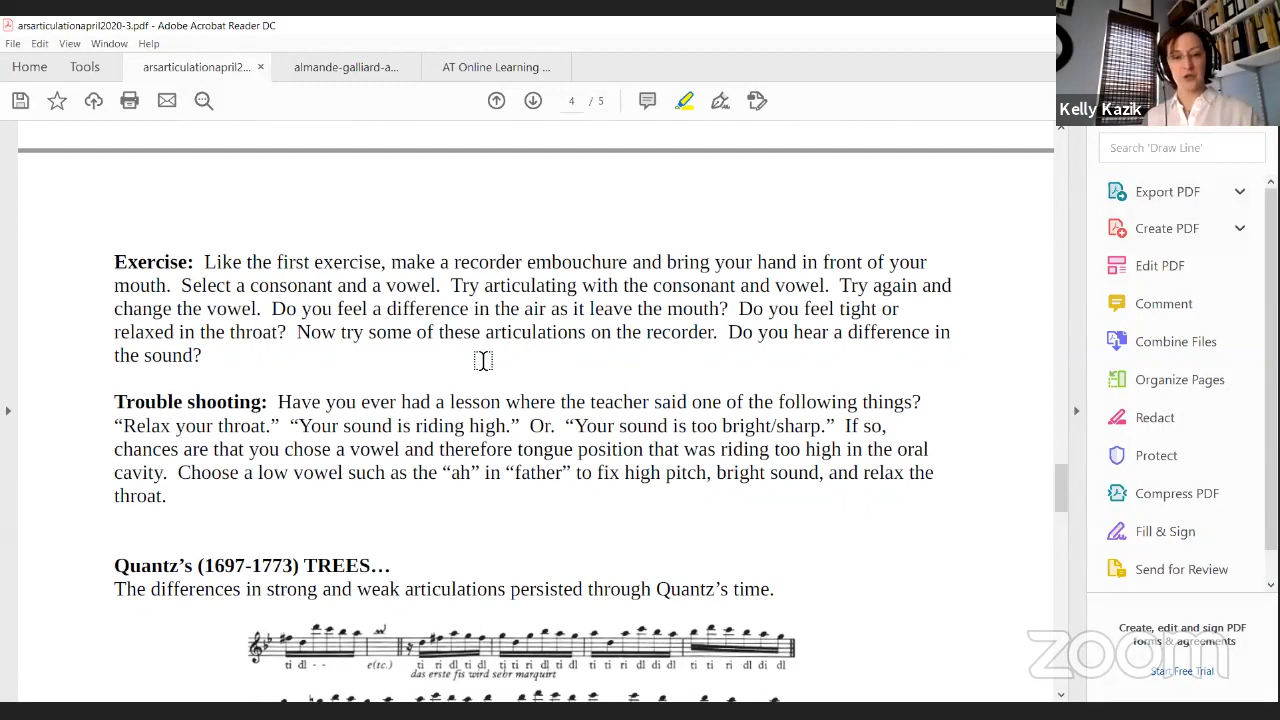 arsarticulationapril2020-3.pdf - Adobe Acrobat Reader DC
File Edit View Window Help
Home Tools arsarticulationapril2... × almande-galliard-a... AT Online Learning ...
4 / 5
Kelly Kazik
Search 'Draw Line'
Export PDF
Create PDF
Edit PDF
Comment
Combine Files
Organize Pages
Redact
Protect
Compress PDF
Fill & Sign
Send for Review
Create, edit and sign PDF
forms & agreements
Start Free Trial
Exercise: Like the first exercise, make a recorder embouchure and bring your hand in front of your
mouth. Select a consonant and a vowel. Try articulating with the consonant and vowel. Try again and
change the vowel. Do you feel a difference in the air as it leave the mouth? Do you feel tight or
relaxed in the throat? Now try some of these articulations on the recorder. Do you hear a difference in
the sound?
Trouble shooting: Have you ever had a lesson where the teacher said one of the following things?
“Relax your throat.” “Your sound is riding high.” Or. “Your sound is too bright/sharp.” If so,
chances are that you chose a vowel and therefore tongue position that was riding too high in the oral
cavity. Choose a low vowel such as the “ah” in “father” to fix high pitch, bright sound, and relax the
throat.
Quantz’s (1697-1773) TREES…
The differences in strong and weak articulations persisted through Quantz’s time.
ti dl - - e(tc.) ti ri dl ti dl ti ti ri dl ti dl ti ti ri dl di dl ti ti ri dl di dl
das erste fis wird sehr marquirt
zoom